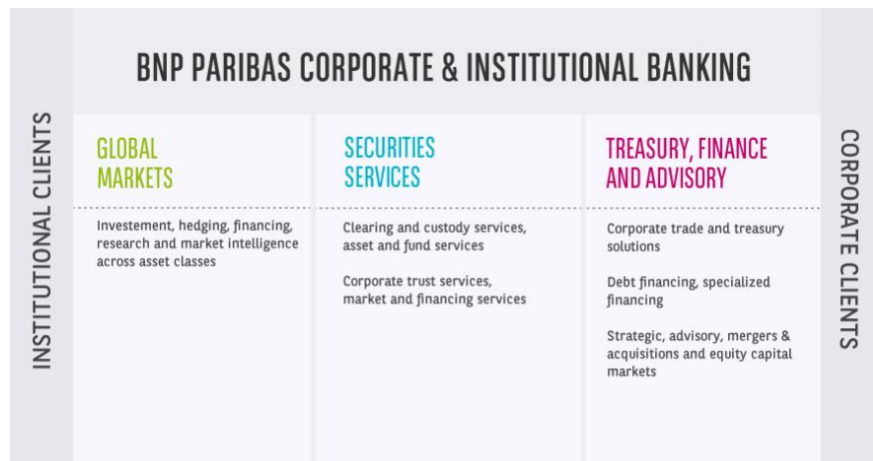 BNP PARIBAS CORPORATE & INSTITUTIONAL BANKING
INSTITUTIONAL CLIENTS
GLOBAL
MARKETS
Investement, hedging, financing,
research and market intelligence
across asset classes
SECURITIES
SERVICES
Clearing and custody services,
asset and fund services
Corporate trust services,
market and financing services
TREASURY, FINANCE
AND ADVISORY
Corporate trade and treasury
solutions
Debt financing, specialized
financing
Strategic, advisory, mergers &
acquisitions and equity capital
markets
CORPORATE CLIENTS